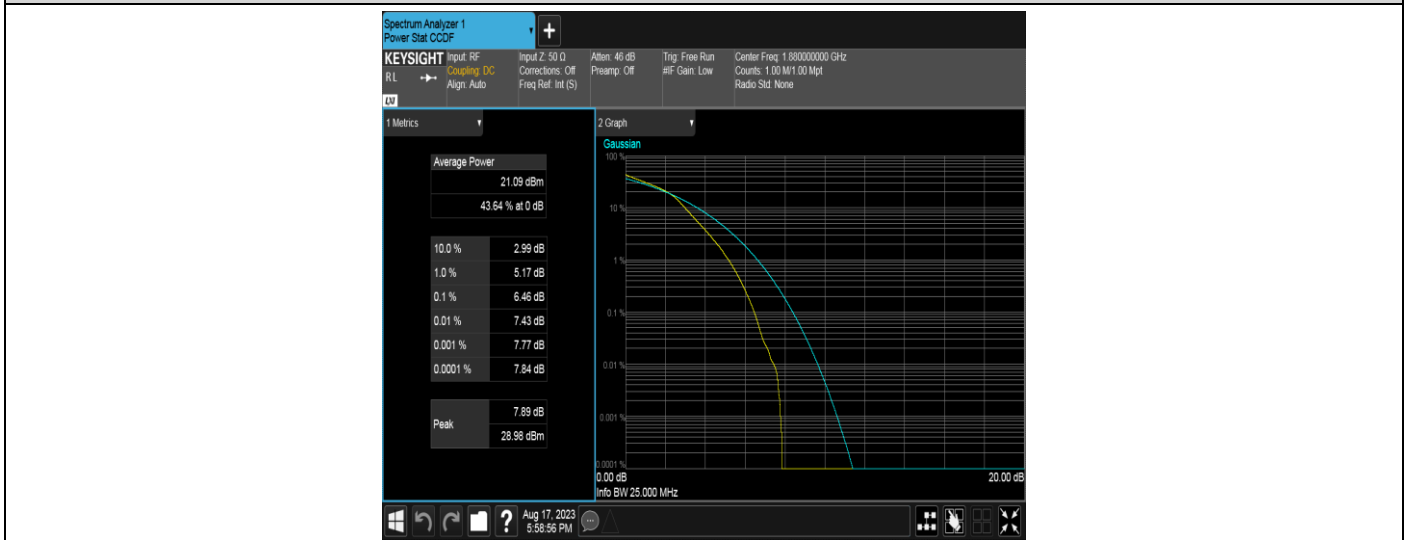 Spectrum Analyzer 1
Power Stat CCDF
+
KEYSIGHT
RL
LXI
Input: RF
Coupling: DC
Align: Auto
Input Z: 50 Ω
Corrections: Off
Freq Ref: Int (S)
Atten: 46 dB
Preamp: Off
Trig: Free Run
#IF Gain: Low
Center Freq: 1.880000000 GHz
Counts: 1.00 M/1.00 Mpt
Radio Std: None
1 Metrics
Average Power
21.09 dBm
43.64 % at 0 dB
10.0 % 2.99 dB
1.0 % 5.17 dB
0.1 % 6.46 dB
0.01 % 7.43 dB
0.001 % 7.77 dB
0.0001 % 7.84 dB
Peak
7.89 dB
28.98 dBm
2 Graph
Gaussian
100 %
10 %
1 %
0.1 %
0.01 %
0.001 %
0.0001 %
0.00 dB 20.00 dB
Info BW 25.000 MHz
?
Aug 17, 2023
5:58:56 PM